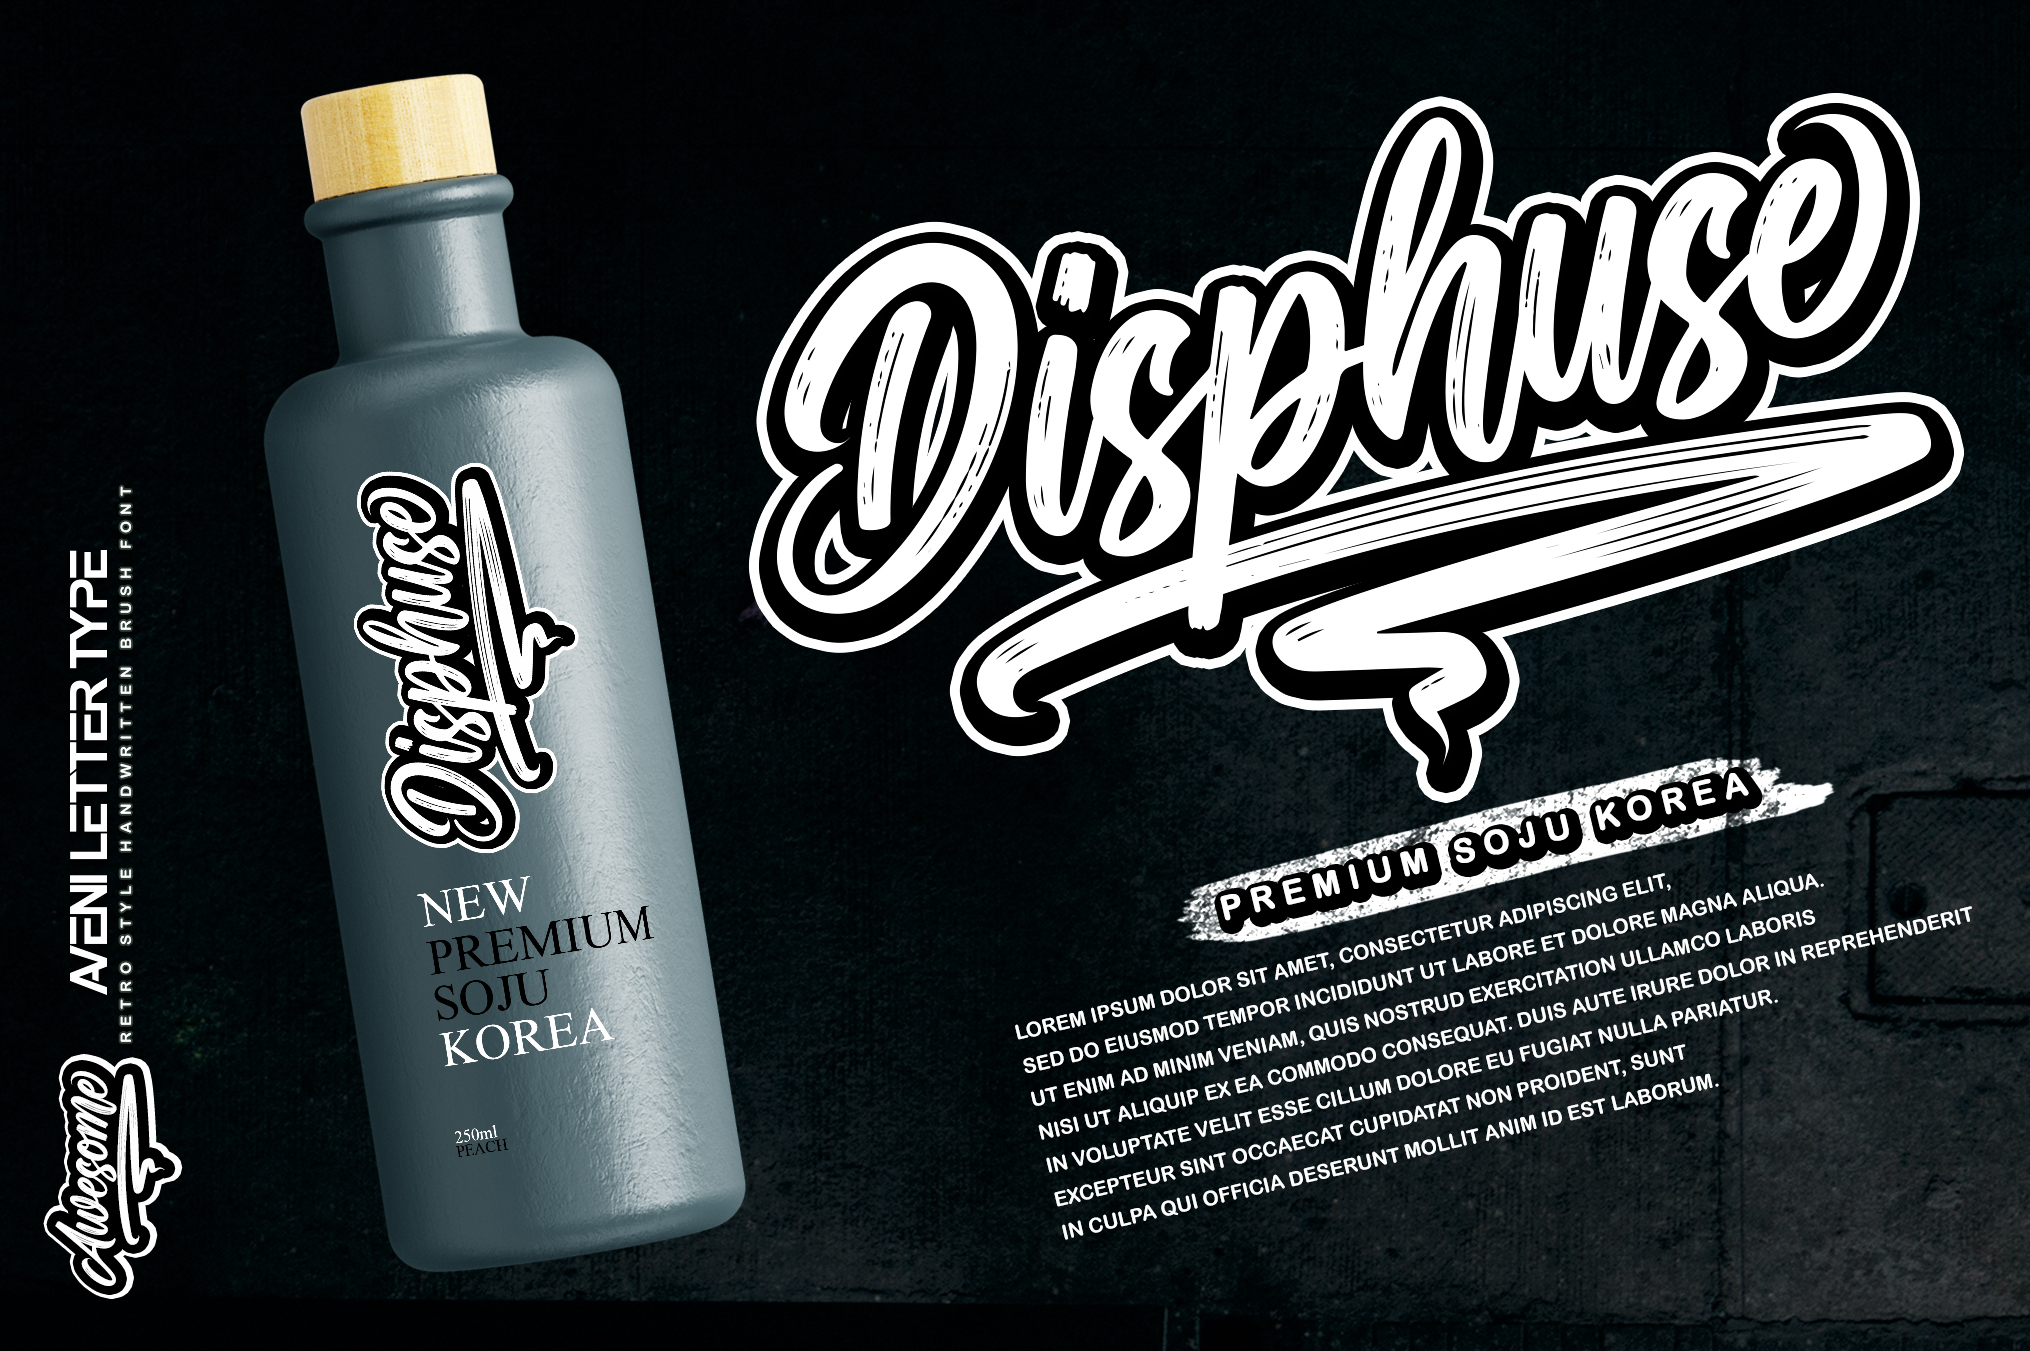 Disphuse
PREMIUM SOJU KOREA
LOREM IPSUM DOLOR SIT AMET, CONSECTETUR ADIPISCING ELIT,
SED DO EIUSMOD TEMPOR INCIDIDUNT UT LABORE ET DOLORE MAGNA ALIQUA.
UT ENIM AD MINIM VENIAM, QUIS NOSTRUD EXERCITATION ULLAMCO LABORIS
NISI UT ALIQUIP EX EA COMMODO CONSEQUAT. DUIS AUTE IRURE DOLOR IN REPREHENDERIT
IN VOLUPTATE VELIT ESSE CILLUM DOLORE EU FUGIAT NULLA PARIATUR.
EXCEPTEUR SINT OCCAECAT CUPIDATAT NON PROIDENT, SUNT
IN CULPA QUI OFFICIA DESERUNT MOLLIT ANIM ID EST LABORUM.
Disphuse
NEW
PREMIUM
SOJU
KOREA
250ml
PEACH
Awesome
AVENI LETTER TYPE
RETRO STYLE HANDWRITTEN BRUSH FONT